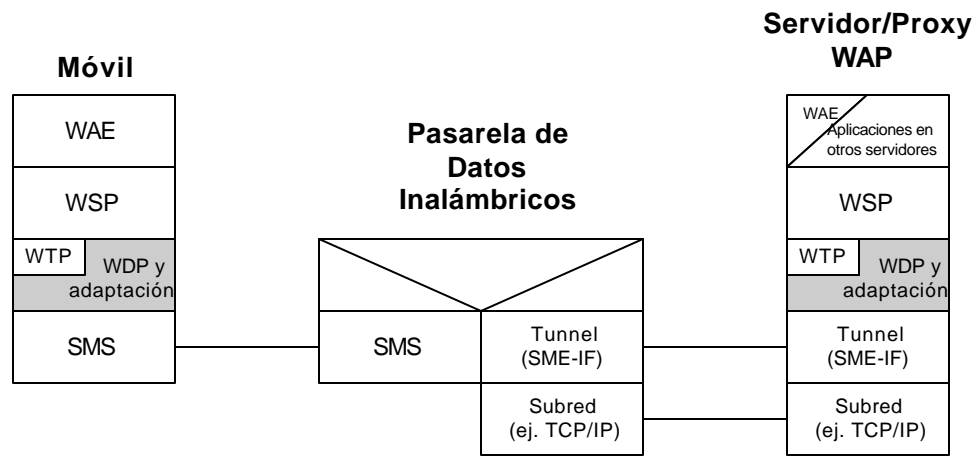 Móvil
WAE
WSP
WTP
WDP y
adaptación
SMS
Pasarela de
Datos
Inalámbricos
SMS
Tunnel
(SME-IF)
Subred
(ej. TCP/IP)
Servidor/Proxy
WAP
WAE
Aplicaciones en
otros servidores
WSP
WTP
WDP y
adaptación
Tunnel
(SME-IF)
Subred
(ej. TCP/IP)